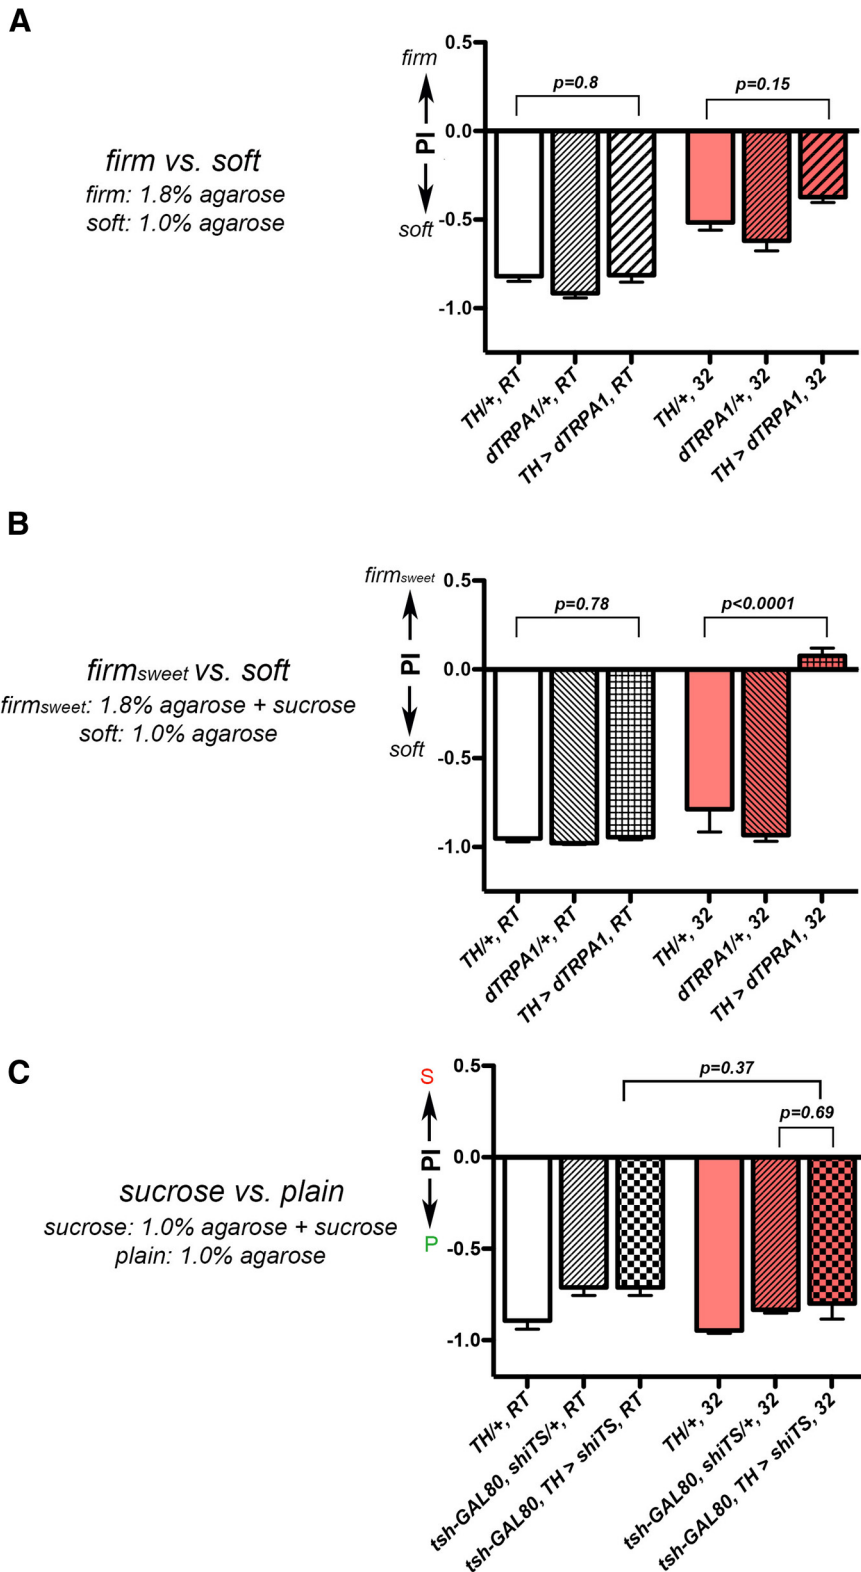 A
firm vs. soft
firm: 1.8% agarose
soft: 1.0% agarose
firm
PI
soft
0.5
0.0
-0.5
-1.0
p=0.8
p=0.15
TH/+, RT
dTRPA1/+, RT
TH > dTRPA1, RT
TH/+, 32
dTRPA1/+, 32
TH > dTRPA1, 32
B
firmsweet vs. soft
firmsweet: 1.8% agarose + sucrose
soft: 1.0% agarose
firmsweet
PI
soft
0.5
0.0
-0.5
-1.0
p=0.78
p<0.0001
TH/+, RT
dTRPA1/+, RT
TH > dTRPA1, RT
TH/+, 32
dTRPA1/+, 32
TH > dTPRA1, 32
C
sucrose vs. plain
sucrose: 1.0% agarose + sucrose
plain: 1.0% agarose
S
PI
P
0.5
0.0
-0.5
-1.0
p=0.37
p=0.69
TH/+, RT
tsh-GAL80, shiTS/+, RT
tsh-GAL80, TH > shiTS, RT
TH/+, 32
tsh-GAL80, shiTS/+, 32
tsh-GAL80, TH > shiTS, 32